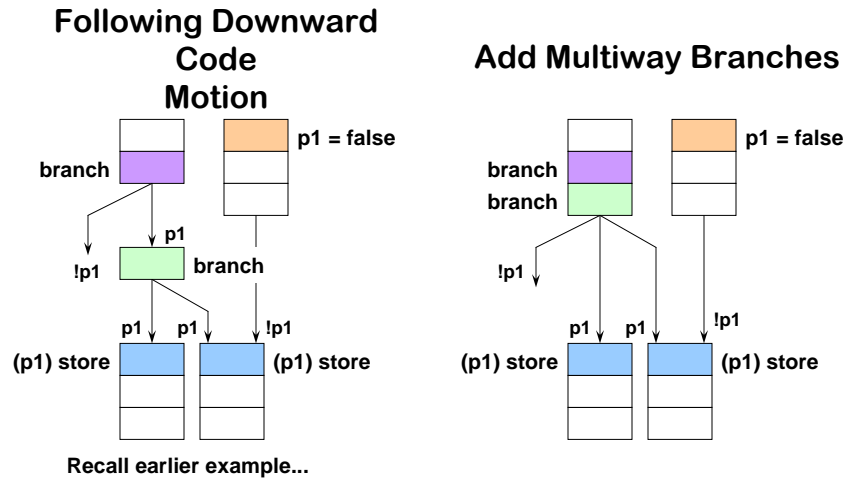 Following Downward
Code
Motion
p1 = false
branch
p1
!p1
branch
p1
p1
!p1
(p1) store
(p1) store
Recall earlier example...
Add Multiway Branches
p1 = false
branch
branch
!p1
p1
p1
!p1
(p1) store
(p1) store